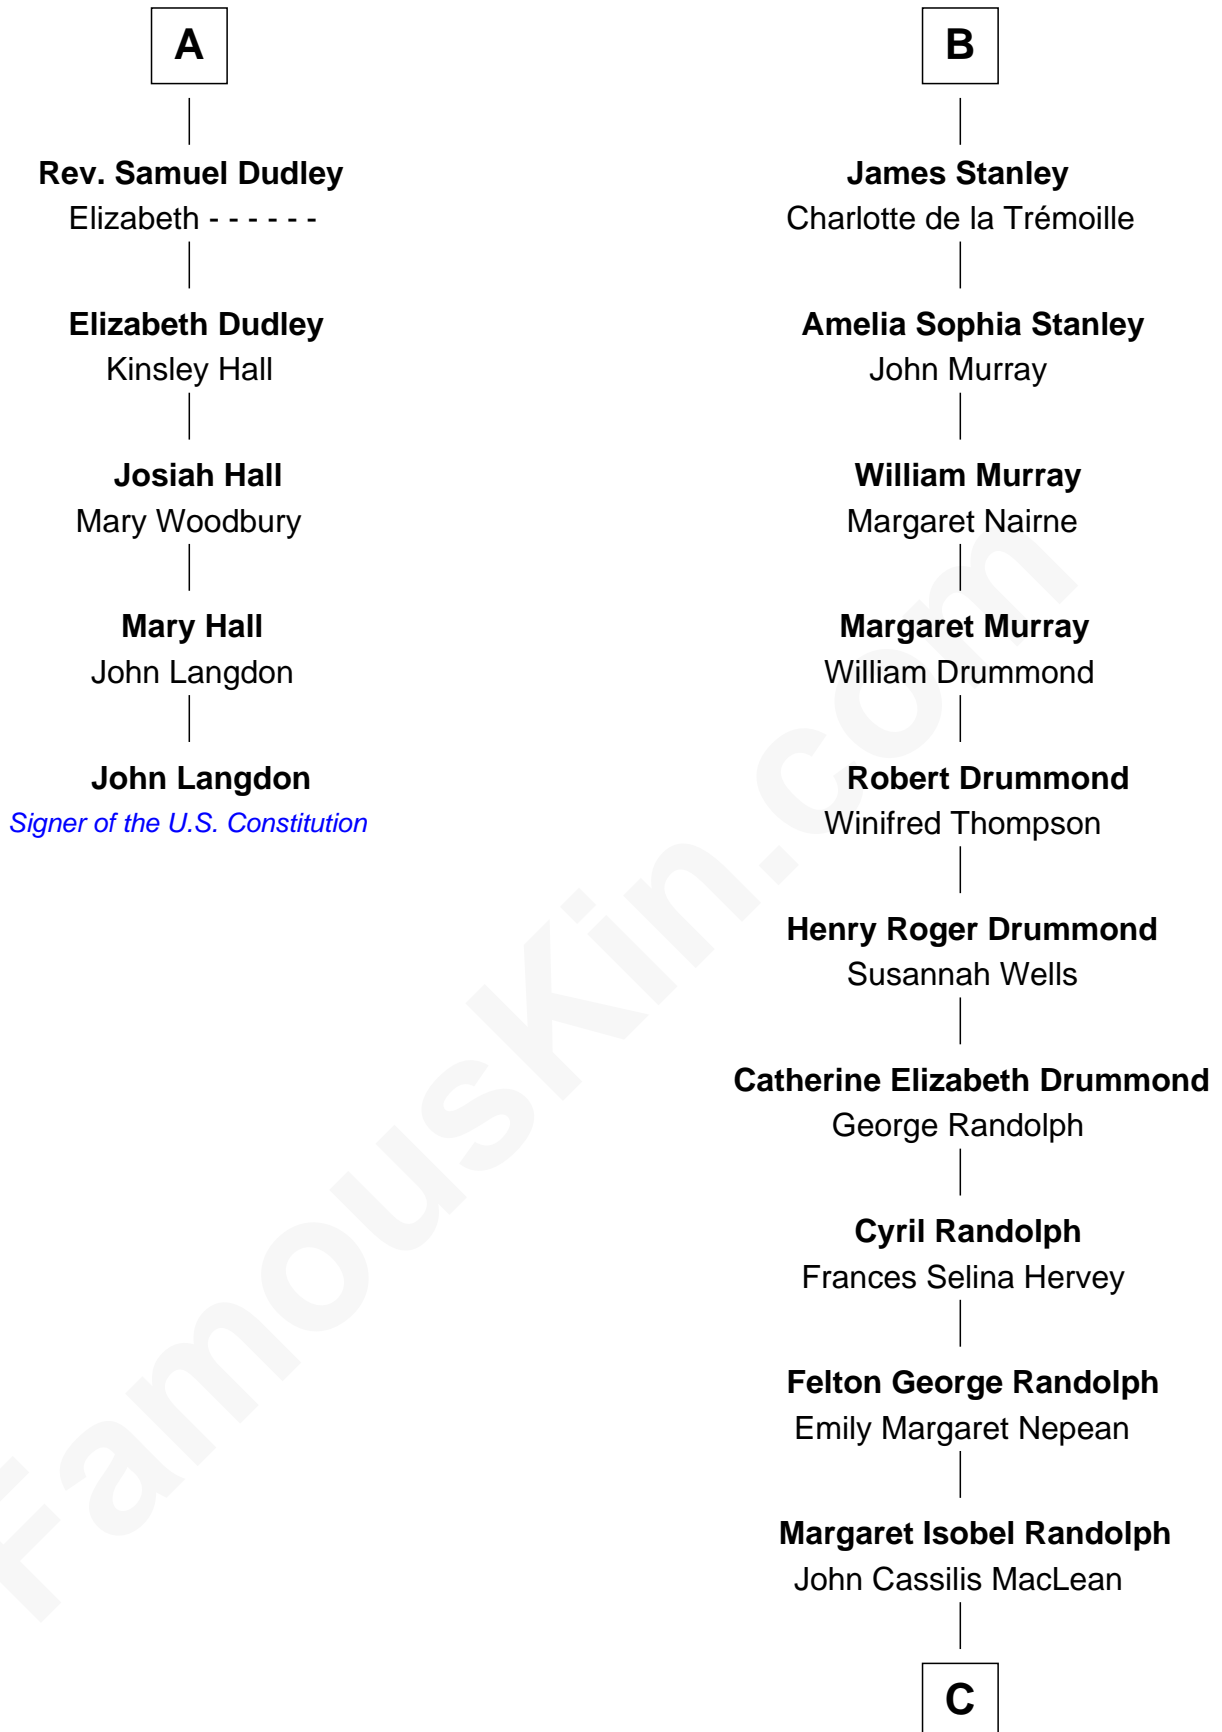 A
Rev. Samuel Dudley
Elizabeth - - - - - -
Elizabeth Dudley
Kinsley Hall
Josiah Hall
Mary Woodbury
Mary Hall
John Langdon
John Langdon
Signer of the U.S. Constitution
B
James Stanley
Charlotte de la Trémoille
Amelia Sophia Stanley
John Murray
William Murray
Margaret Nairne
Margaret Murray
William Drummond
Robert Drummond
Winifred Thompson
Henry Roger Drummond
Susannah Wells
Catherine Elizabeth Drummond
George Randolph
Cyril Randolph
Frances Selina Hervey
Felton George Randolph
Emily Margaret Nepean
Margaret Isobel Randolph
John Cassilis MacLean
C
FamousKin.com